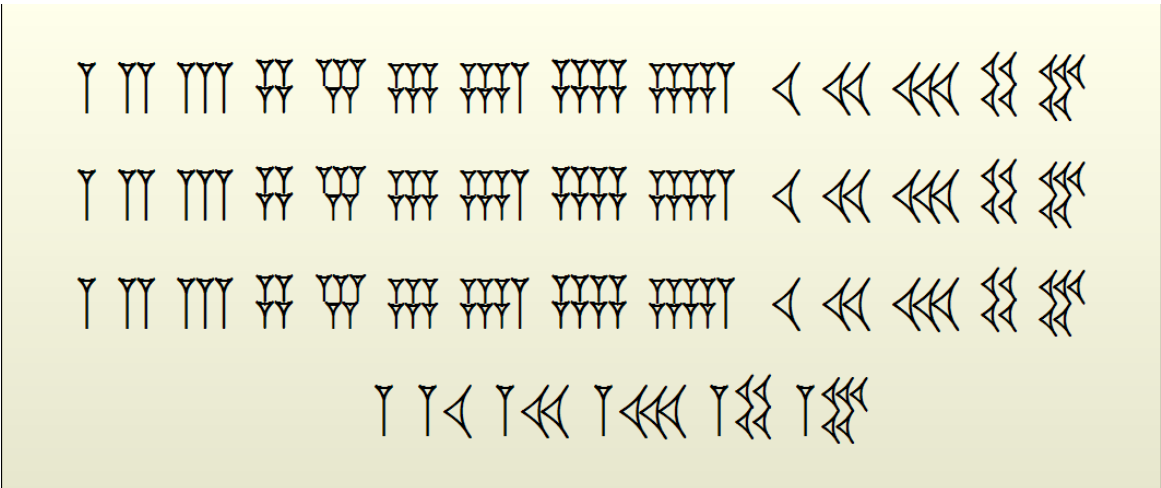 𒁹 𒈫 𒐈 𒐉 𒐊 𒐋 𒐌 𒐍 𒐎 𒌋 𒎙 𒌍 𒐏 𒐐
𒁹 𒈫 𒐈 𒐉 𒐊 𒐋 𒐌 𒐍 𒐎 𒌋 𒎙 𒌍 𒐏 𒐐
𒁹 𒈫 𒐈 𒐉 𒐊 𒐋 𒐌 𒐍 𒐎 𒌋 𒎙 𒌍 𒐏 𒐐
𒁹 𒁹𒌋 𒁹𒎙 𒁹𒌍 𒁹𒐏 𒁹𒐐